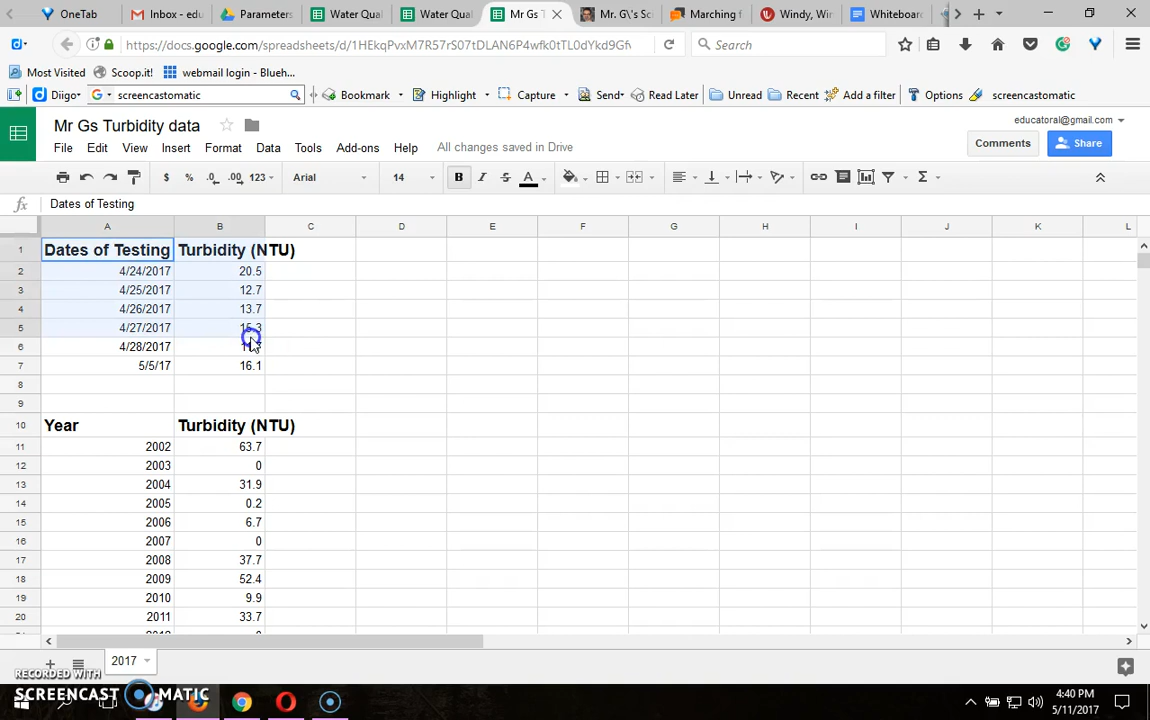 OneTab
Inbox - edu
Parameters
Water Qual
Water Qual
Mr Gs T
Mr. G\'s Sc
Marching f
Windy, Wir
Whiteboard
https://docs.google.com/spreadsheets/d/1HEkqPvxM7R57rS07tDLAN6P4wfk0tTL0dYkd9Gf
Search
Most Visited
Scoop.it!
webmail login - Blueh...
Diigo
screencastomatic
Bookmark
Highlight
Capture
Send
Read Later
Unread
Recent
Add a filter
Options
screencastomatic
Mr Gs Turbidity data
educatoral@gmail.com
File Edit View Insert Format Data Tools Add-ons Help All changes saved in Drive
Comments
Share
$ % .0 .00 123 Arial 14 B I S A Σ
fx Dates of Testing
A B C D E F G H I J K L
1 Dates of Testing Turbidity (NTU)
2 4/24/2017 20.5
3 4/25/2017 12.7
4 4/26/2017 13.7
5 4/27/2017
6 4/28/2017
7 5/5/17 16.1
8
9
10 Year Turbidity (NTU)
11 2002 63.7
12 2003 0
13 2004 31.9
14 2005 0.2
15 2006 6.7
16 2007 0
17 2008 37.7
18 2009 52.4
19 2010 9.9
20 2011 33.7
2017
RECORDED WITH
SCREENCAST MATIC
4:40 PM
5/11/2017